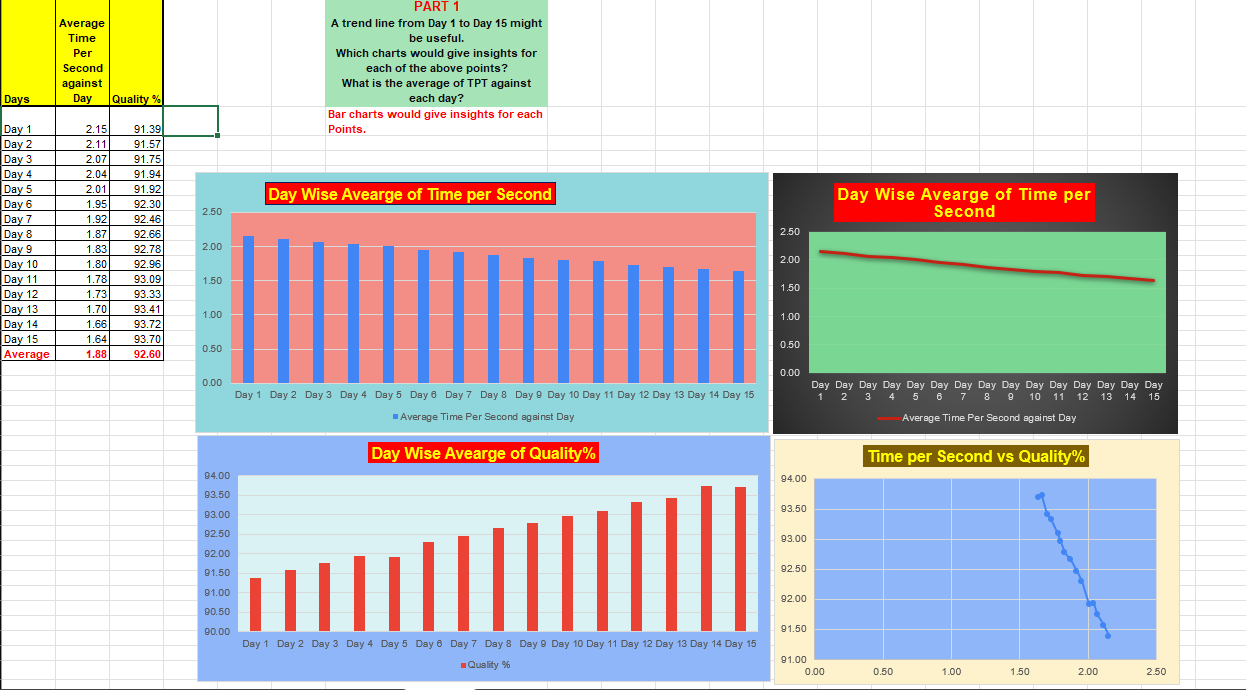 Average
Time
Per
Second
against
Days Day Quality %
Day 1 2.15 91.39
Day 2 2.11 91.57
Day 3 2.07 91.75
Day 4 2.04 91.94
Day 5 2.01 91.92
Day 6 1.95 92.30
Day 7 1.92 92.46
Day 8 1.87 92.66
Day 9 1.83 92.78
Day 10 1.80 92.96
Day 11 1.78 93.09
Day 12 1.73 93.33
Day 13 1.70 93.41
Day 14 1.66 93.72
Day 15 1.64 93.70
Average 1.88 92.60
PART 1
A trend line from Day 1 to Day 15 might
be useful.
Which charts would give insights for
each of the above points?
What is the average of TPT against
each day?
Bar charts would give insights for each
Points.
Day Wise Avearge of Time per Second
2.50
2.00
1.50
1.00
0.50
0.00
Day 1 Day 2 Day 3 Day 4 Day 5 Day 6 Day 7 Day 8 Day 9 Day 10 Day 11 Day 12 Day 13 Day 14 Day 15
Average Time Per Second against Day
Day Wise Avearge of Time per
Second
2.50
2.00
1.50
1.00
0.50
0.00
Day Day Day Day Day Day Day Day Day Day Day Day Day Day Day
1 2 3 4 5 6 7 8 9 10 11 12 13 14 15
Average Time Per Second against Day
Day Wise Avearge of Quality%
94.00
93.50
93.00
92.50
92.00
91.50
91.00
90.50
90.00
Day 1 Day 2 Day 3 Day 4 Day 5 Day 6 Day 7 Day 8 Day 9 Day 10 Day 11 Day 12 Day 13 Day 14 Day 15
Quality %
Time per Second vs Quality%
94.00
93.50
93.00
92.50
92.00
91.50
91.00
0.00 0.50 1.00 1.50 2.00 2.50